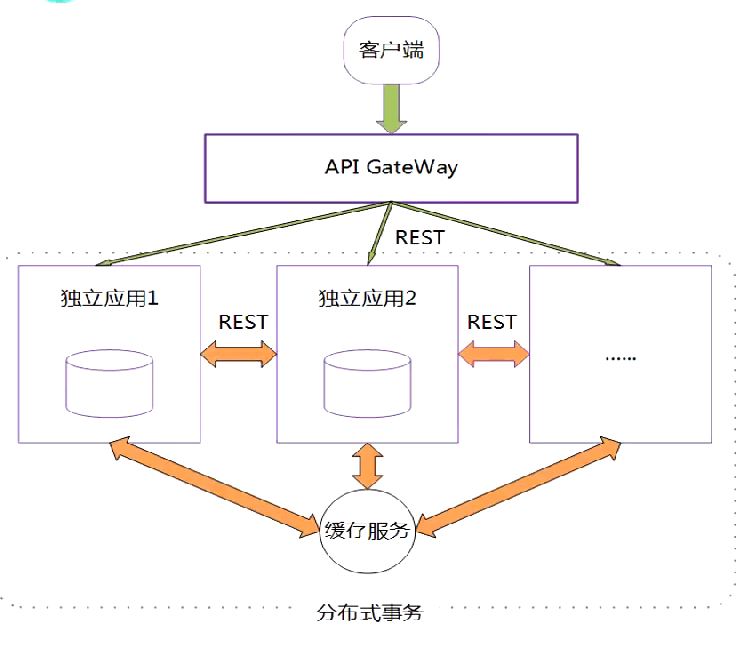 客户端
API GateWay
REST
独立应用1
独立应用2
REST
REST
......
缓存服务
分布式事务